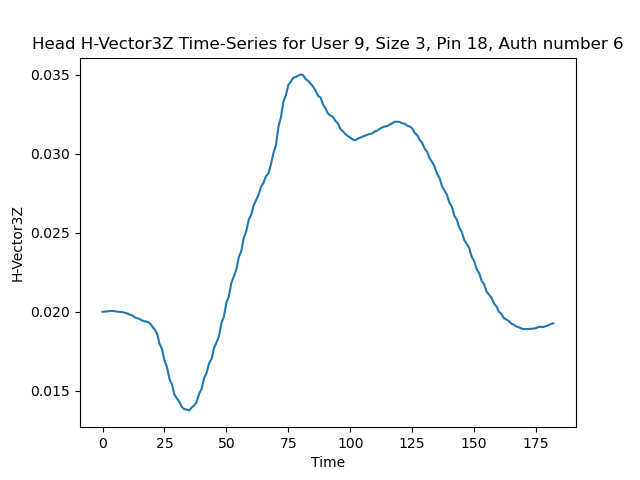 Head H-Vector3Z Time-Series for User 9, Size 3, Pin 18, Auth number 6
0.035
0.030
0.025
0.020
0.015
H-Vector3Z
0 25 50 75 100 125 150 175
Time